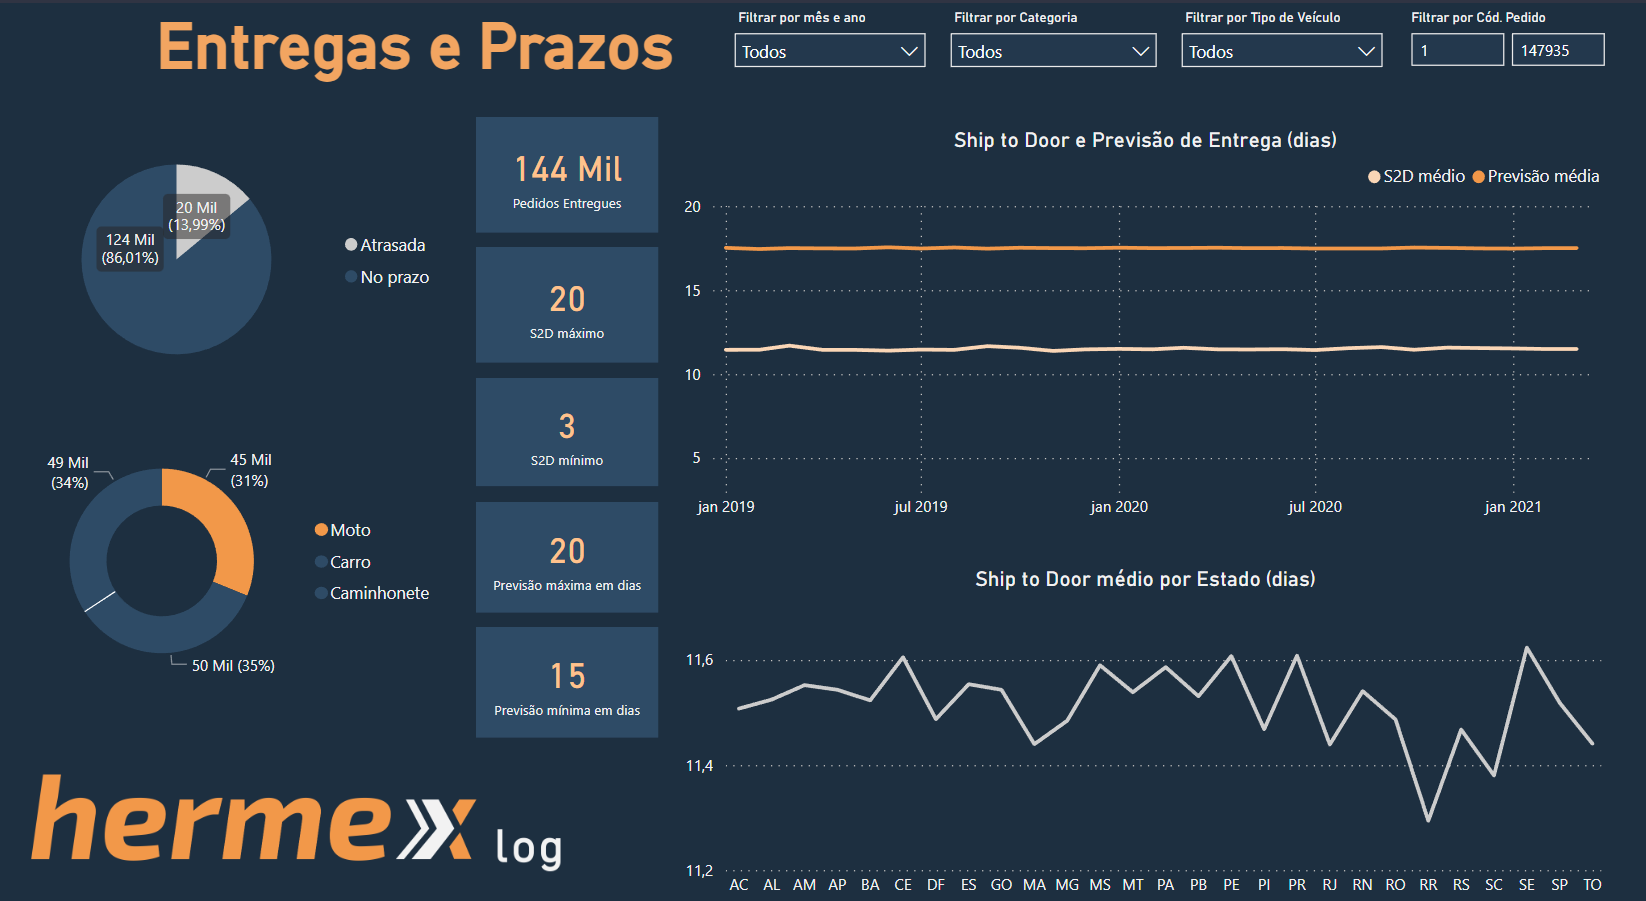 Entregas e Prazos
Filtrar por mês e ano
Todos
Filtrar por Categoria
Todos
Filtrar por Tipo de Veículo
Todos
Filtrar por Cód. Pedido
1
147935
20 Mil
(13,99%)
124 Mil
(86,01%)
Atrasada
No prazo
49 Mil
(34%)
45 Mil
(31%)
50 Mil (35%)
Moto
Carro
Caminhonete
144 Mil
Pedidos Entregues
20
S2D máximo
3
S2D mínimo
20
Previsão máxima em dias
15
Previsão mínima em dias
Ship to Door e Previsão de Entrega (dias)
S2D médio
Previsão média
20
15
10
5
jan 2019
jul 2019
jan 2020
jul 2020
jan 2021
Ship to Door médio por Estado (dias)
11,6
11,4
11,2
AC AL AM AP BA CE DF ES GO MA MG MS MT PA PB PE PI PR RJ RN RO RR RS SC SE SP TO
hermex log